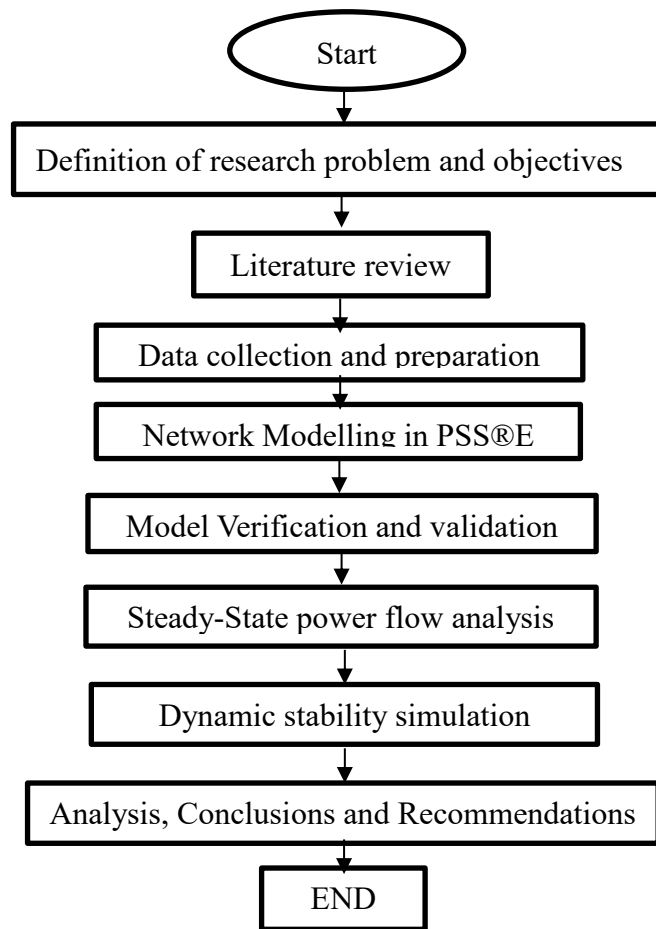 Start
Definition of research problem and objectives
Literature review
Data collection and preparation
Network Modelling in PSS®E
Model Verification and validation
Steady-State power flow analysis
Dynamic stability simulation
Analysis, Conclusions and Recommendations
END